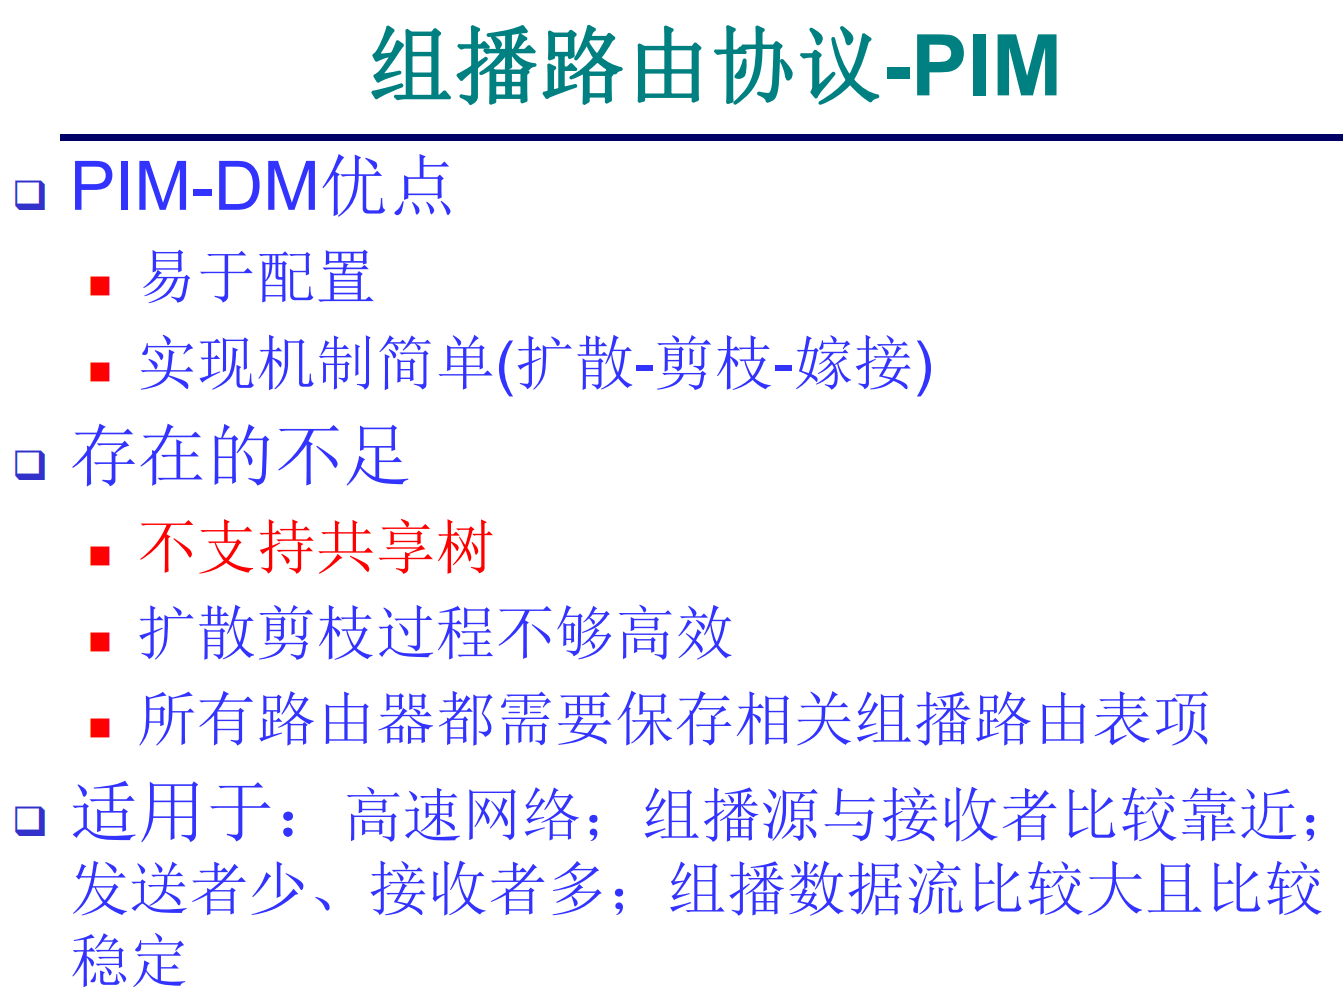 组播路由协议-PIM
PIM-DM优点
易于配置
实现机制简单(扩散-剪枝-嫁接)
存在的不足
不支持共享树
扩散剪枝过程不够高效
所有路由器都需要保存相关组播路由表项
适用于：高速网络；组播源与接收者比较靠近；
发送者少、接收者多；组播数据流比较大且比较
稳定